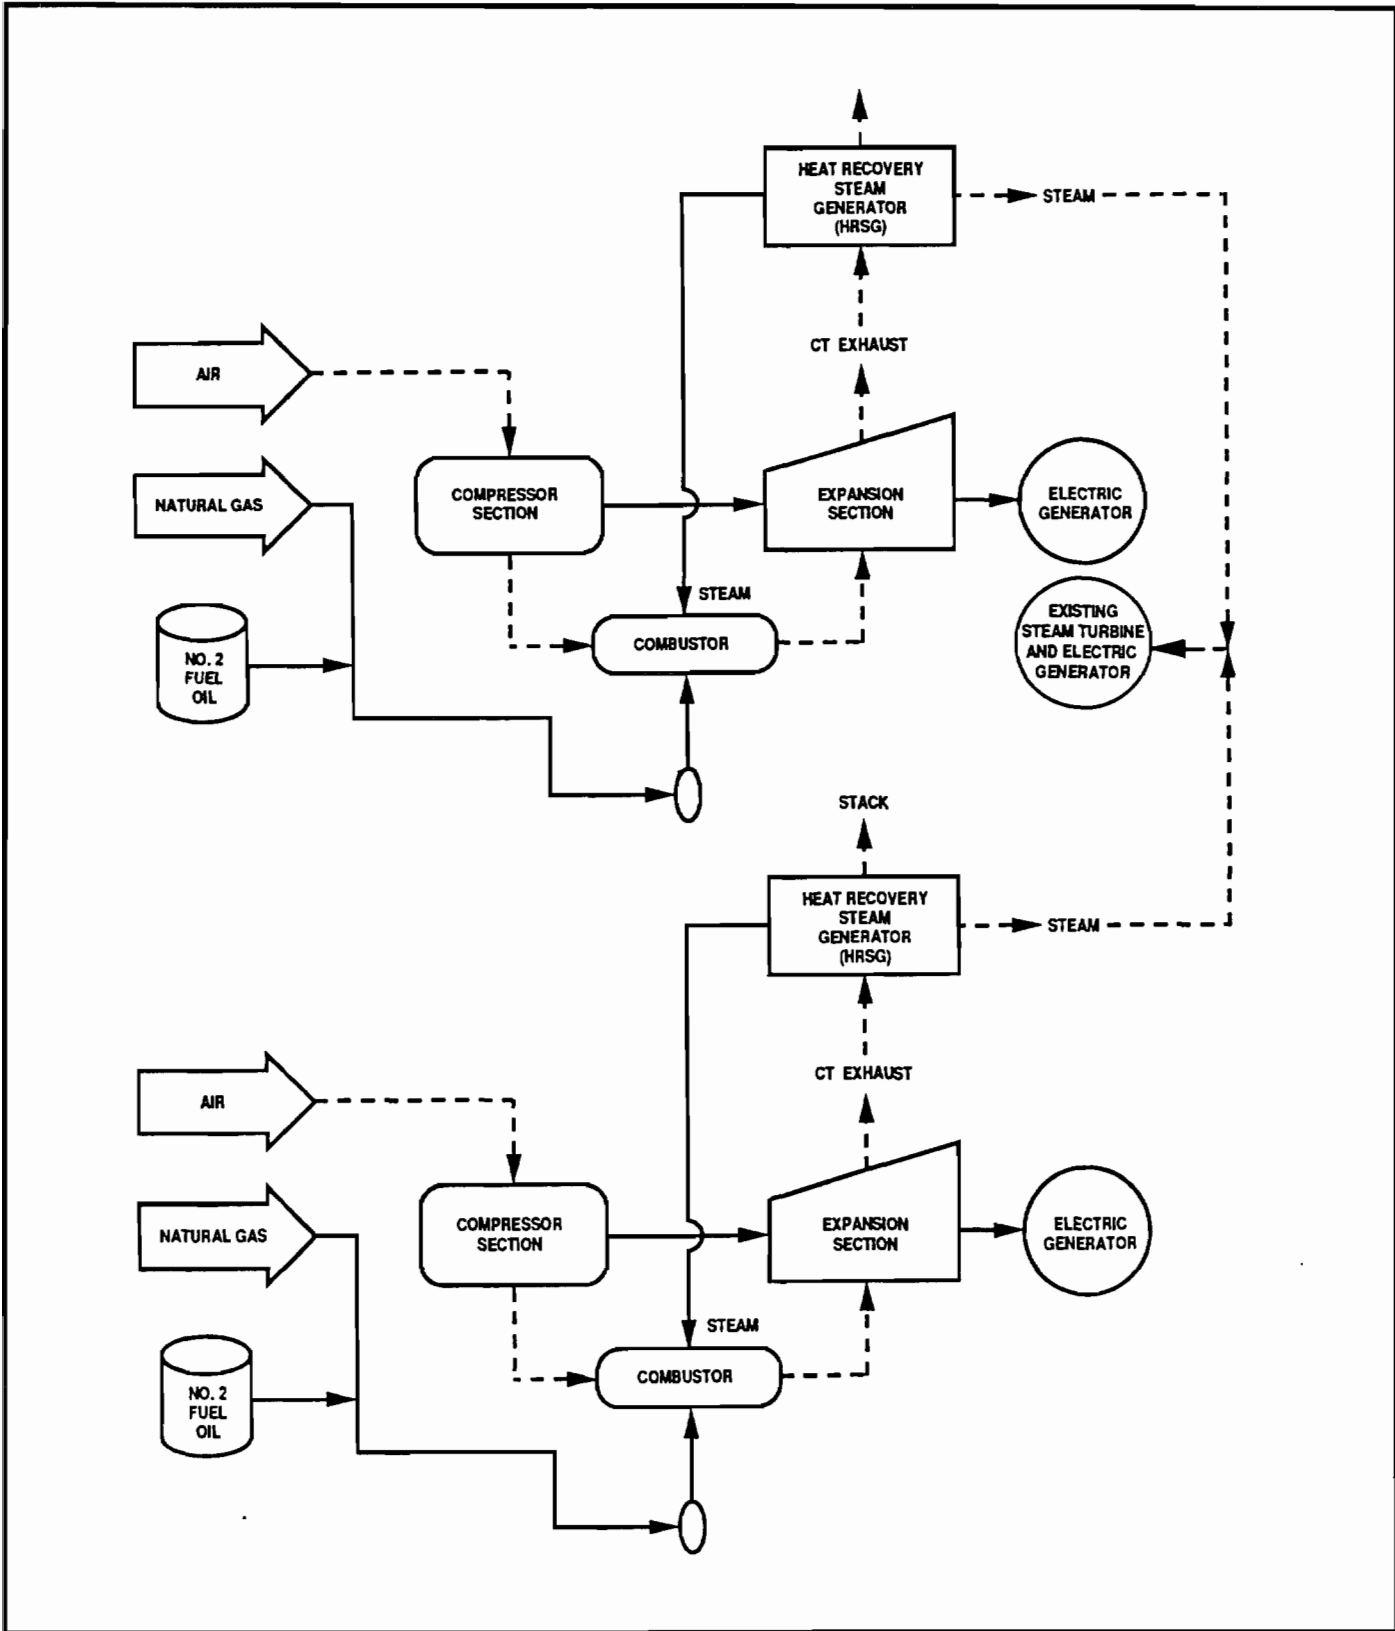 HEAT RECOVERY
STEAM
GENERATOR
(HRSG)
STEAM
CT EXHAUST
AIR
NATURAL GAS
COMPRESSOR
SECTION
EXPANSION
SECTION
ELECTRIC
GENERATOR
STEAM
COMBUSTOR
EXISTING
STEAM TURBINE
AND ELECTRIC
GENERATOR
NO. 2
FUEL
OIL
STACK
HEAT RECOVERY
STEAM
GENERATOR
(HRSG)
STEAM
CT EXHAUST
AIR
NATURAL GAS
COMPRESSOR
SECTION
EXPANSION
SECTION
ELECTRIC
GENERATOR
STEAM
COMBUSTOR
NO. 2
FUEL
OIL